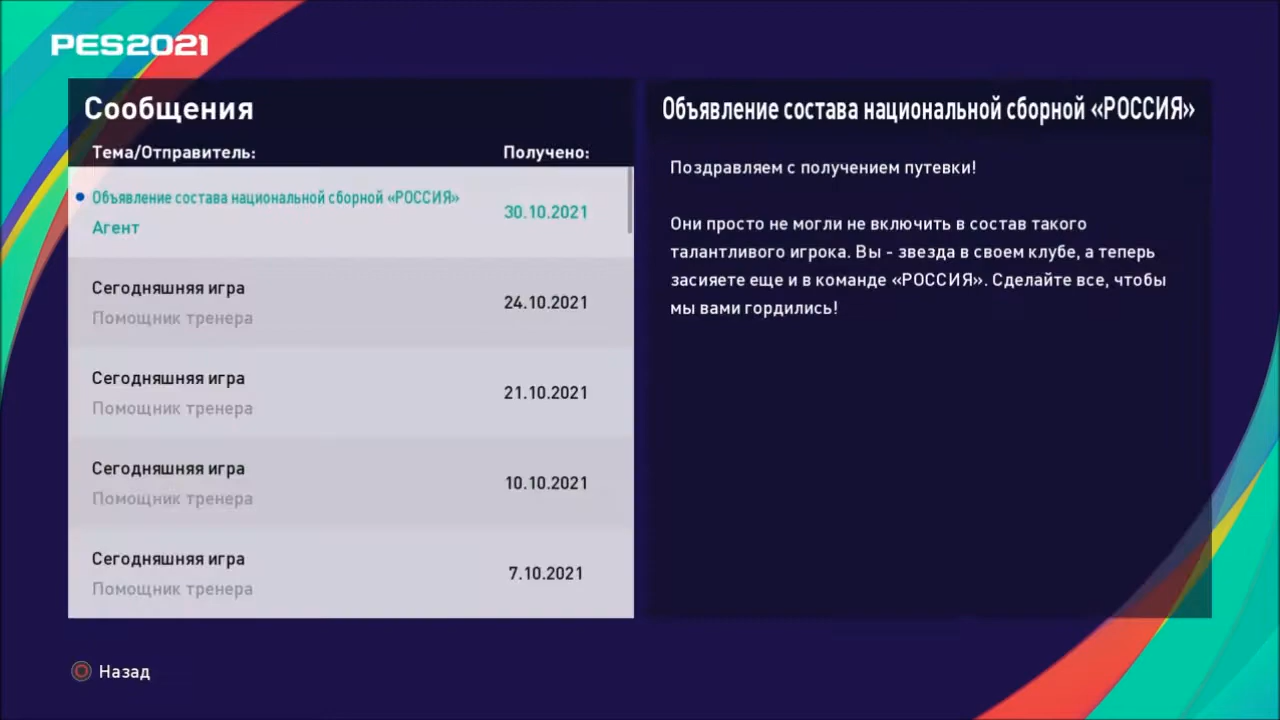 PES2021
Сообщения
Тема/Отправитель: Получено:
Объявление состава национальной сборной «РОССИЯ»
Агент
30.10.2021
Сегодняшняя игра
Помощник тренера
24.10.2021
Сегодняшняя игра
Помощник тренера
21.10.2021
Сегодняшняя игра
Помощник тренера
10.10.2021
Сегодняшняя игра
Помощник тренера
7.10.2021
Объявление состава национальной сборной «РОССИЯ»
Поздравляем с получением путевки!
Они просто не могли не включить в состав такого
талантливого игрока. Вы - звезда в своем клубе, а теперь
засияете еще и в команде «РОССИЯ». Сделайте все, чтобы
мы вами гордились!
Назад